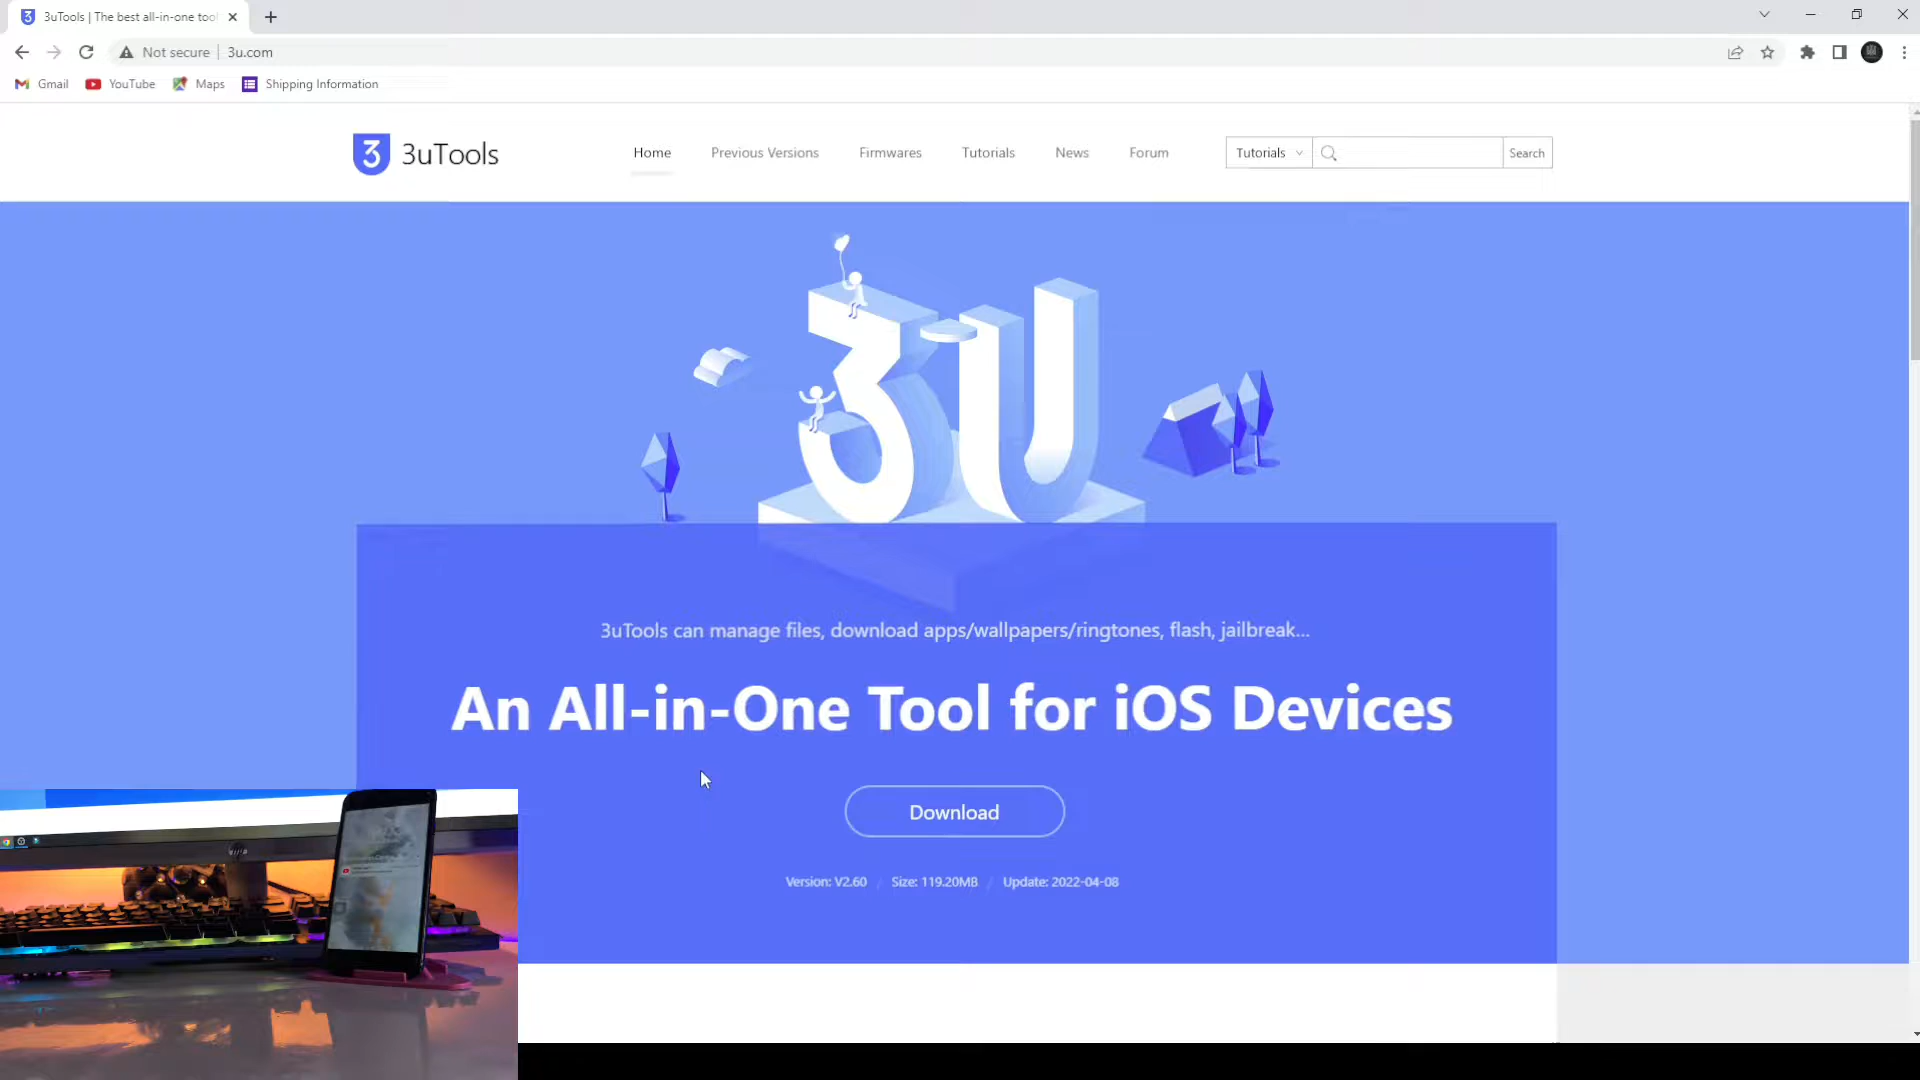 3uTools | The best all-in-one tool
Not secure | 3u.com
Gmail YouTube Maps Shipping Information
3 3uTools Home Previous Versions Firmwares Tutorials News Forum Tutorials Search
3U
3uTools can manage files, download apps/wallpapers/ringtones, flash, jailbreak...
An All-in-One Tool for iOS Devices
Download
Version: V2.60 / Size: 119.20MB / Update: 2022-04-08